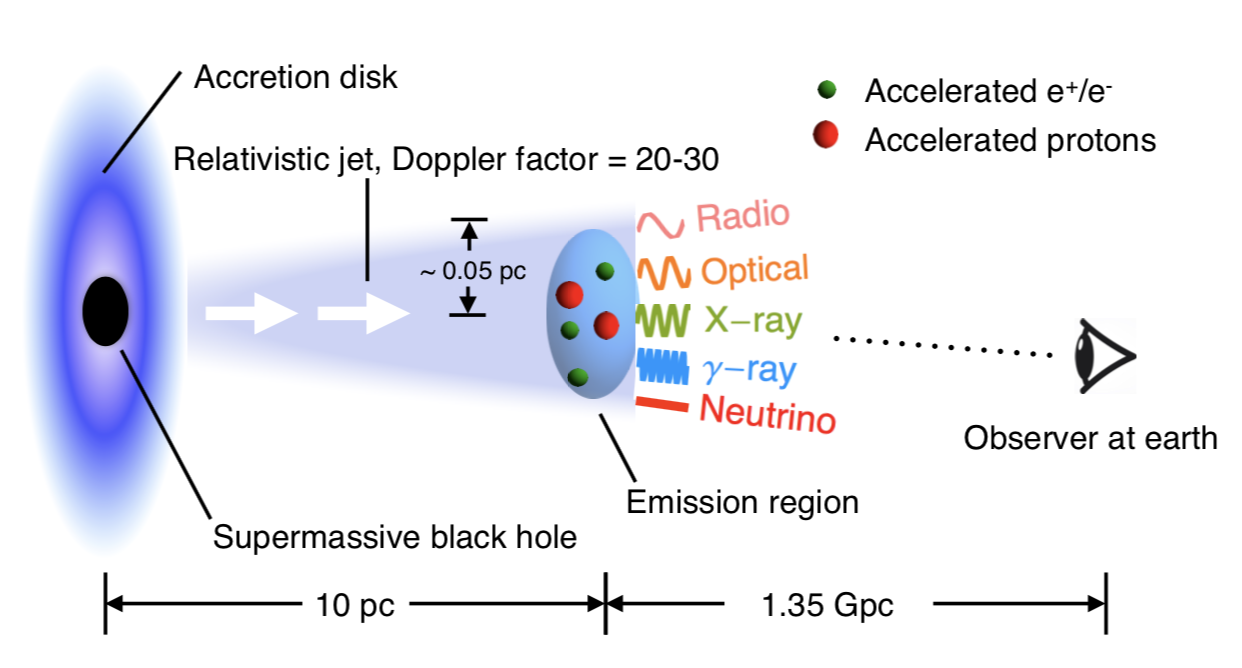 Accretion disk
Accelerated e⁺/e⁻
Accelerated protons
Relativistic jet, Doppler factor = 20-30
~ 0.05 pc
Radio
Optical
X–ray
γ–ray
Neutrino
Observer at earth
Emission region
Supermassive black hole
10 pc
1.35 Gpc